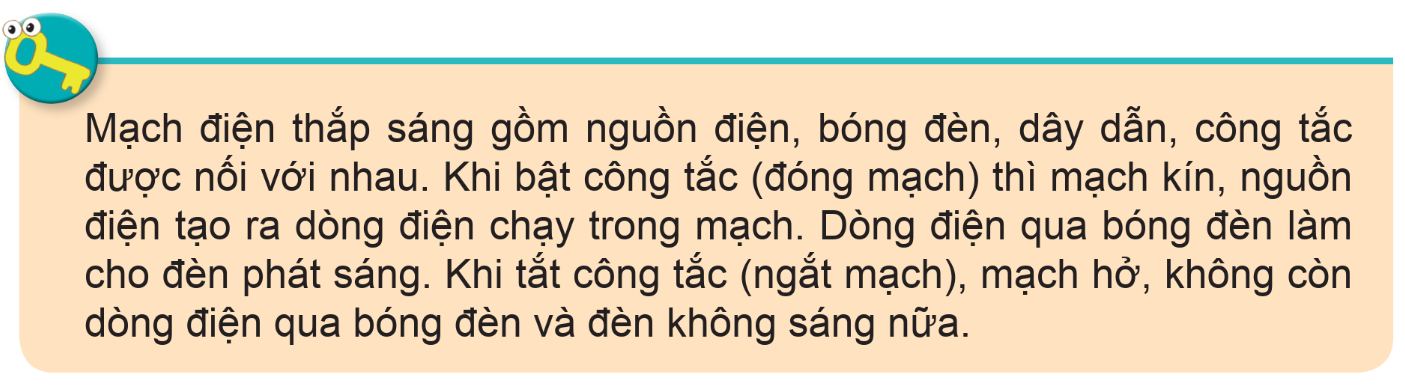 Mạch điện thắp sáng gồm nguồn điện, bóng đèn, dây dẫn, công tắc
được nối với nhau. Khi bật công tắc (đóng mạch) thì mạch kín, nguồn
điện tạo ra dòng điện chạy trong mạch. Dòng điện qua bóng đèn làm
cho đèn phát sáng. Khi tắt công tắc (ngắt mạch), mạch hở, không còn
dòng điện qua bóng đèn và đèn không sáng nữa.